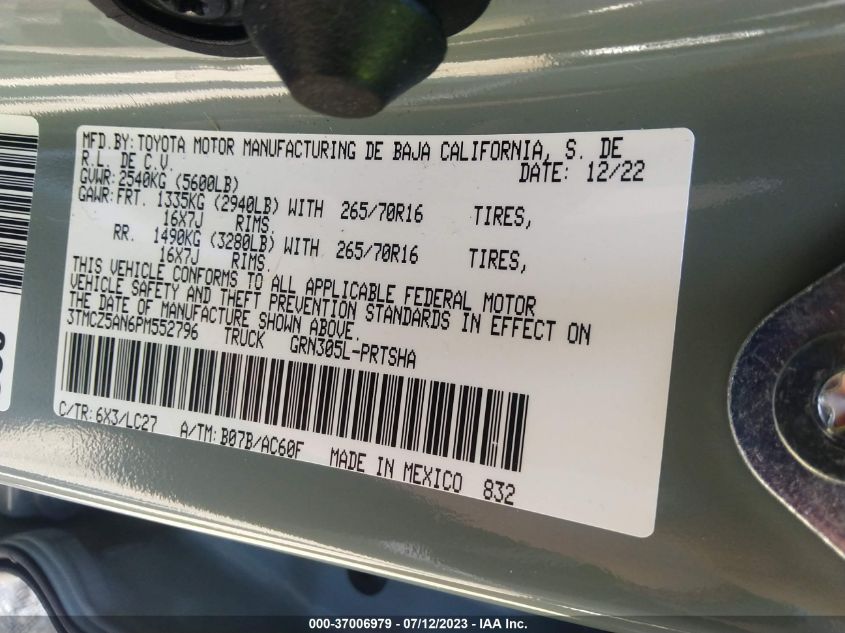 MFD.BY: TOYOTA MOTOR MANUFACTURING DE BAJA CALIFORNIA, S. DE
R.L. DE C.V. DATE: 12/22
GVWR: 2540KG (5600LB)
GAWR: FRT. 1335KG (2940LB) WITH 265/70R16 TIRES,
16X7J RIMS.
RR. 1490KG (3280LB) WITH 265/70R16 TIRES,
16X7J RIMS.
THIS VEHICLE CONFORMS TO ALL APPLICABLE FEDERAL MOTOR
VEHICLE SAFETY AND THEFT PREVENTION STANDARDS IN EFFECT ON
THE DATE OF MANUFACTURE SHOWN ABOVE.
3TMCZ5AN6PM552796 TRUCK GRN305L-PRTSHA
C/TR: 6X3/LC27 A/TM: B07B/AC60F MADE IN MEXICO 832
000-37006979 / 07/12/2023 - IAA Inc.